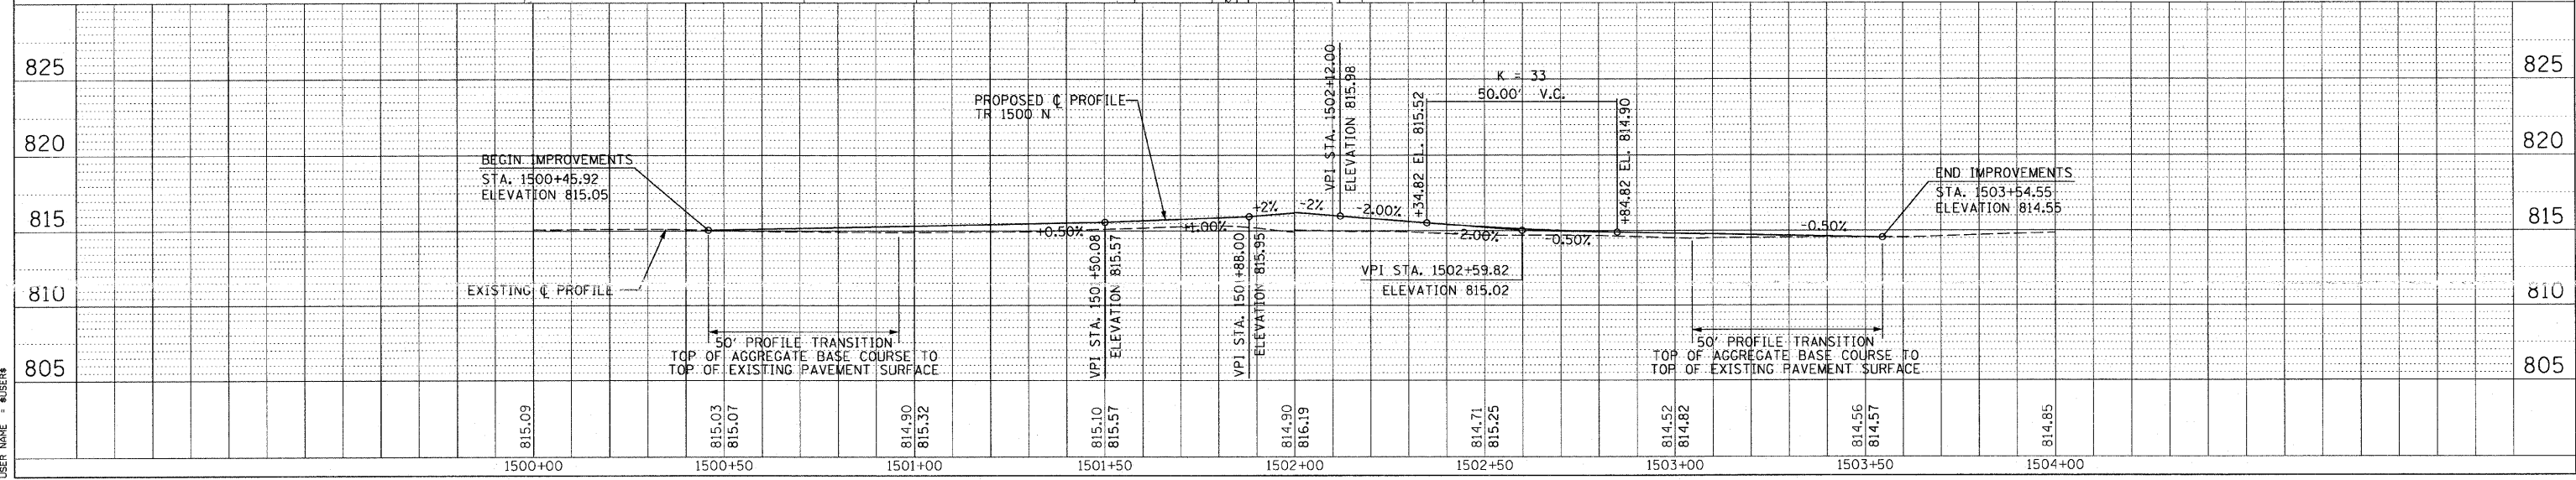 825
820
815
810
805
BEGIN IMPROVEMENTS
STA. 1500+45.92
ELEVATION 815.05
EXISTING ℄ PROFILE
50' PROFILE TRANSITION
TOP OF AGGREGATE BASE COURSE TO
TOP OF EXISTING PAVEMENT SURFACE
PROPOSED ℄ PROFILE
TR 1500 N
+0.50%
VPI STA. 1501+50.08
ELEVATION 815.57
+1.00%
VPI STA. 1501+88.00
ELEVATION 815.95
+2%
-2%
VPI STA. 1502+12.00
ELEVATION 815.98
-2.00%
+34.82 EL. 815.52
K = 33
50.00' V.C.
+84.82 EL. 814.90
-2.00%
-0.50%
VPI STA. 1502+59.82
ELEVATION 815.02
-0.50%
END IMPROVEMENTS
STA. 1503+54.55
ELEVATION 814.55
50' PROFILE TRANSITION
TOP OF AGGREGATE BASE COURSE TO
TOP OF EXISTING PAVEMENT SURFACE
825
820
815
810
805
815.09
815.03
815.07
814.90
815.32
815.10
815.57
814.90
816.19
814.71
815.25
814.52
814.82
814.56
814.57
814.85
1500+00
1500+50
1501+00
1501+50
1502+00
1502+50
1503+00
1503+50
1504+00
USER NAME = $USER$